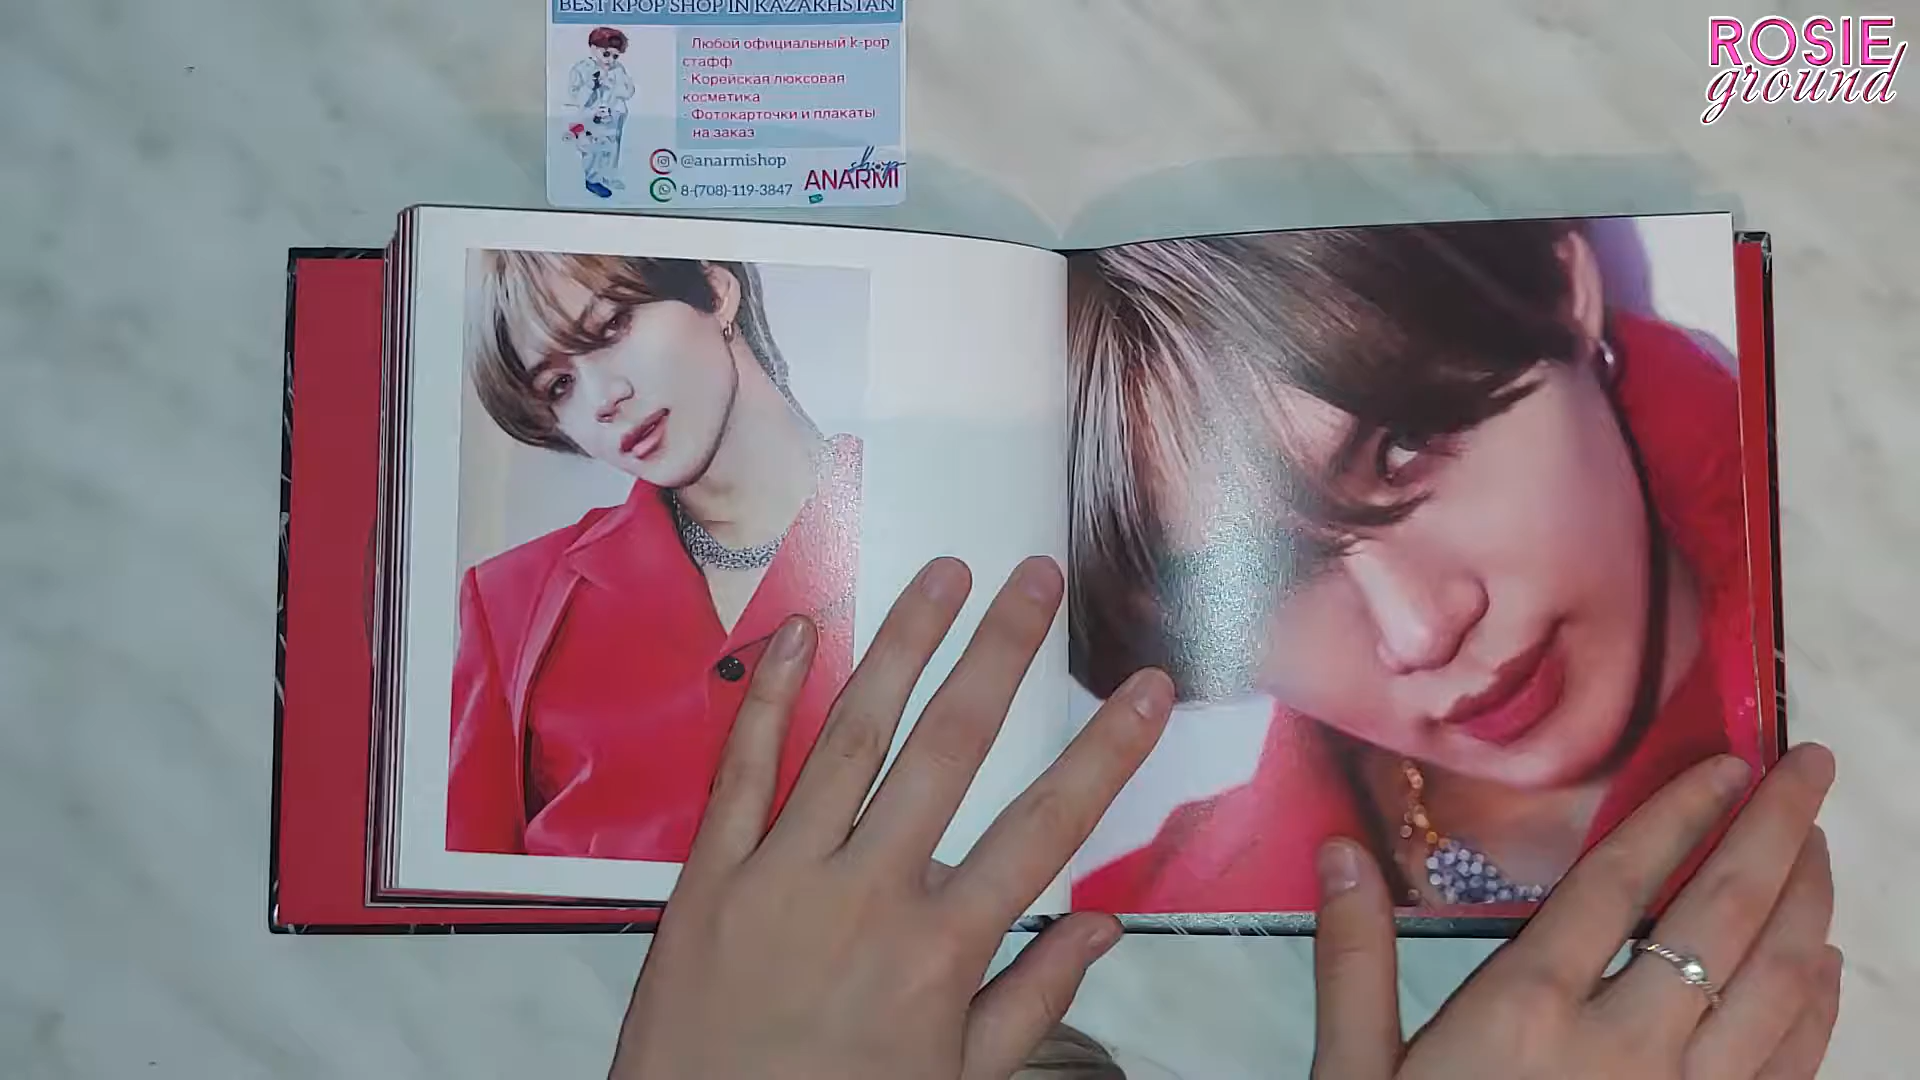 BEST KPOP SHOP IN KAZAKHSTAN
Любой официальный k-pop
стафф
- Корейская люксовая
косметика
- Фотокарточки и плакаты
на заказ
@anarmishop
8-(708)-119-3847
shop
ANARMI
ROSIE
ground